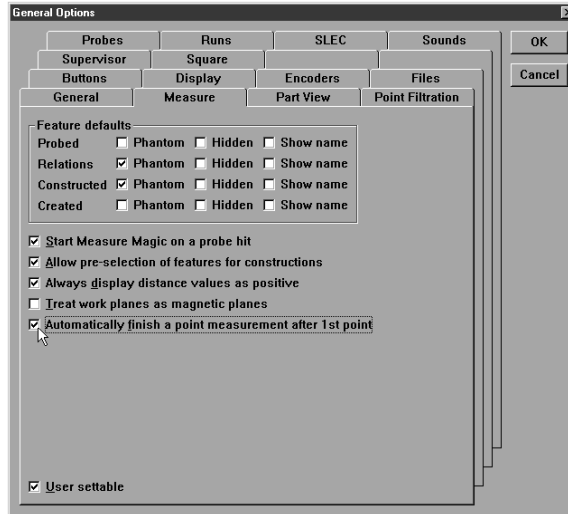 General Options
Probes Runs SLEC Sounds OK
Supervisor Square
Buttons Display Encoders Files Cancel
General Measure Part View Point Filtration
Feature defaults
Probed Phantom Hidden Show name
Relations Phantom Hidden Show name
Constructed Phantom Hidden Show name
Created Phantom Hidden Show name
Start Measure Magic on a probe hit
Allow pre-selection of features for constructions
Always display distance values as positive
Treat work planes as magnetic planes
Automatically finish a point measurement after 1st point
User settable